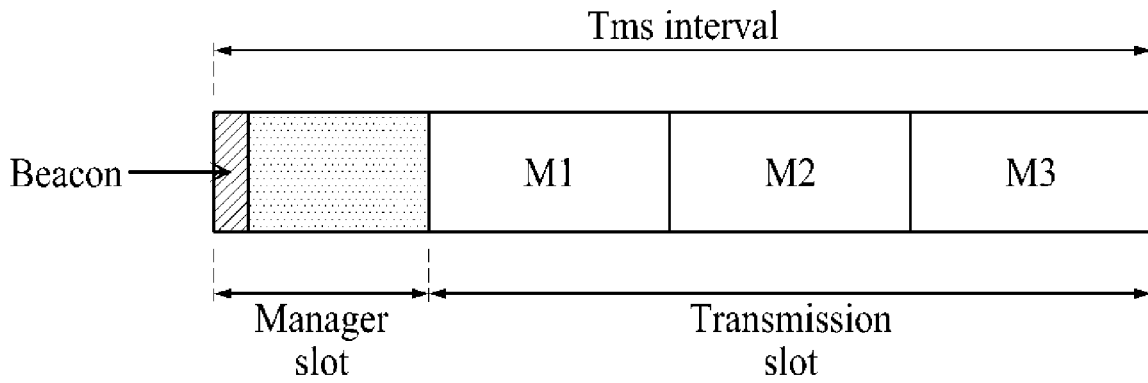 Tms interval
Beacon
M1
M2
M3
Manager
slot
Transmission
slot